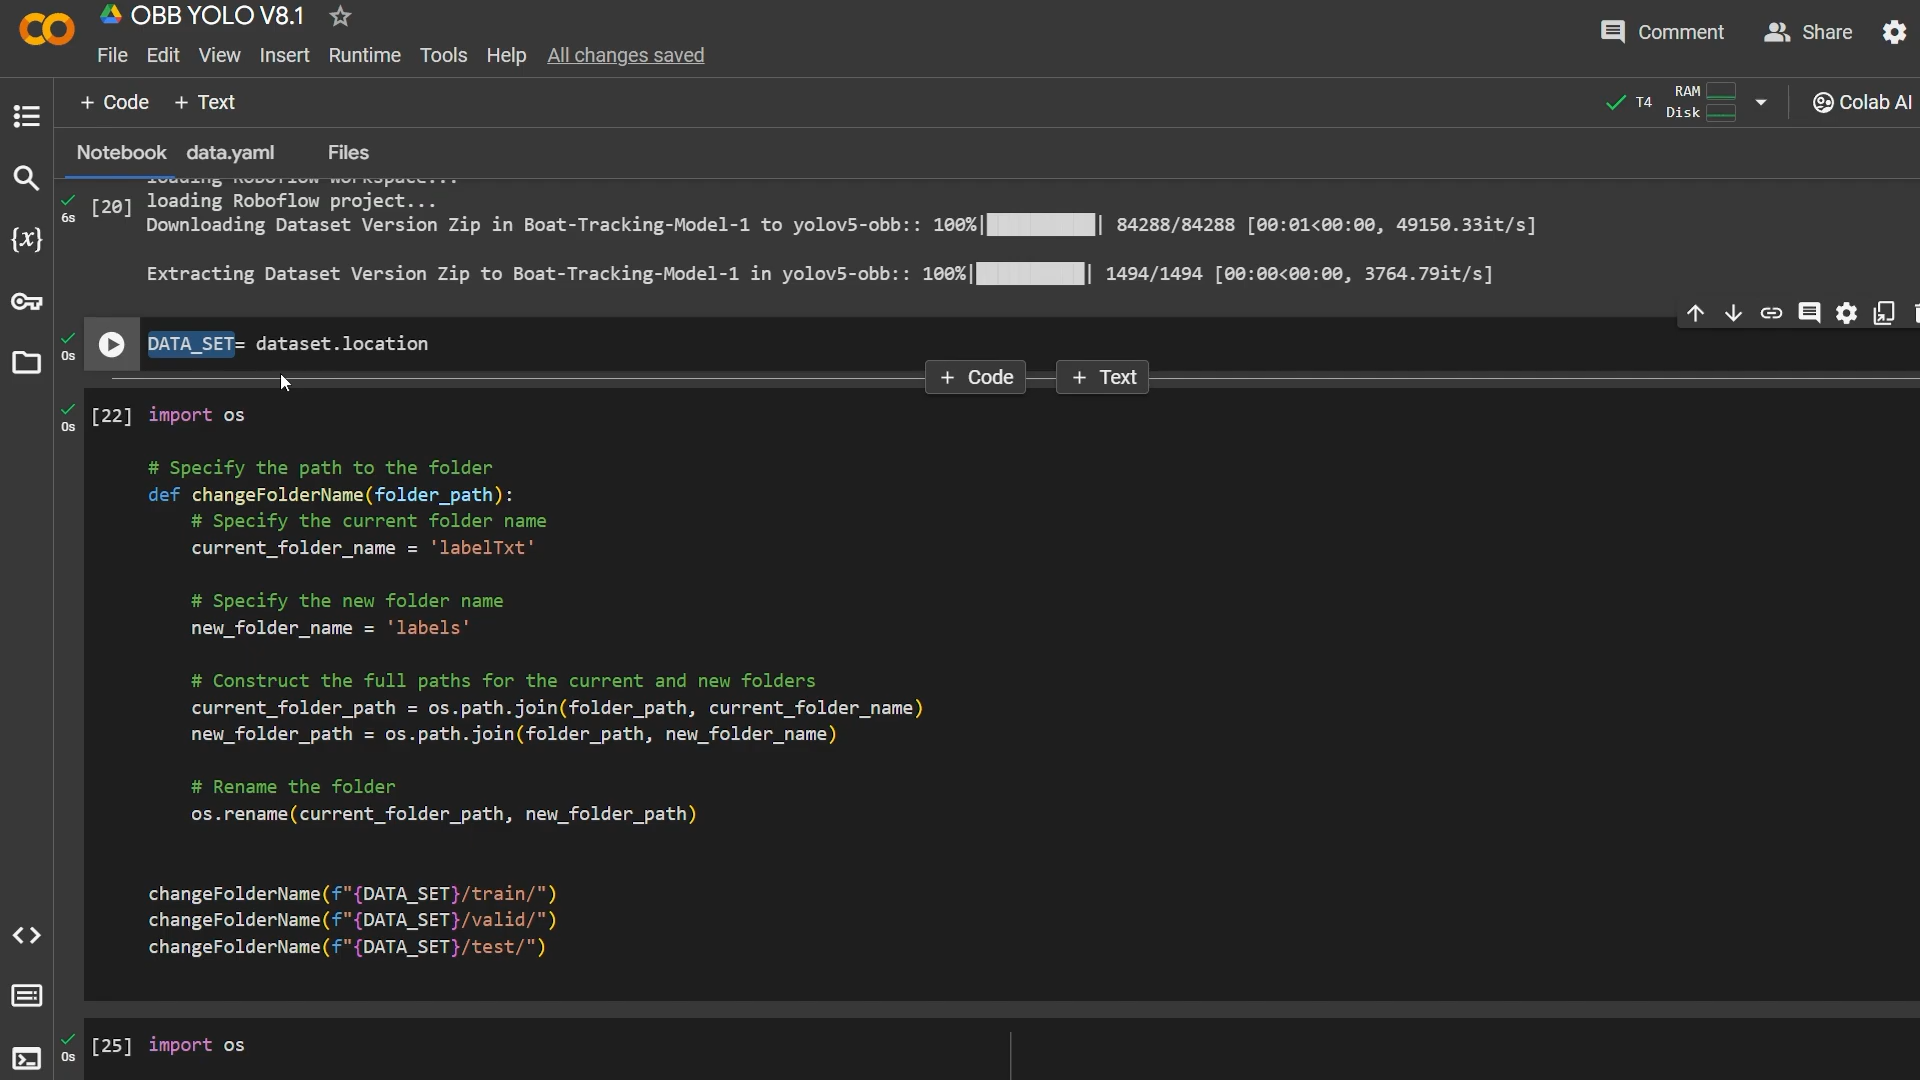 OBB YOLO V8.1
Comment
Share
File Edit View Insert Runtime Tools Help All changes saved
+ Code + Text
T4
RAM
Disk
Colab AI
Notebook data.yaml Files
loading Roboflow workspace...
6s
[20] loading Roboflow project...
Downloading Dataset Version Zip in Boat-Tracking-Model-1 to yolov5-obb:: 100%|██████████| 84288/84288 [00:01<00:00, 49150.33it/s]
Extracting Dataset Version Zip to Boat-Tracking-Model-1 in yolov5-obb:: 100%|██████████| 1494/1494 [00:00<00:00, 3764.79it/s]
0s
DATA_SET= dataset.location
+ Code + Text
0s
[22] import os
# Specify the path to the folder
def changeFolderName(folder_path):
# Specify the current folder name
current_folder_name = 'labelTxt'
# Specify the new folder name
new_folder_name = 'labels'
# Construct the full paths for the current and new folders
current_folder_path = os.path.join(folder_path, current_folder_name)
new_folder_path = os.path.join(folder_path, new_folder_name)
# Rename the folder
os.rename(current_folder_path, new_folder_path)
changeFolderName(f"{DATA_SET}/train/")
changeFolderName(f"{DATA_SET}/valid/")
changeFolderName(f"{DATA_SET}/test/")
0s
[25] import os